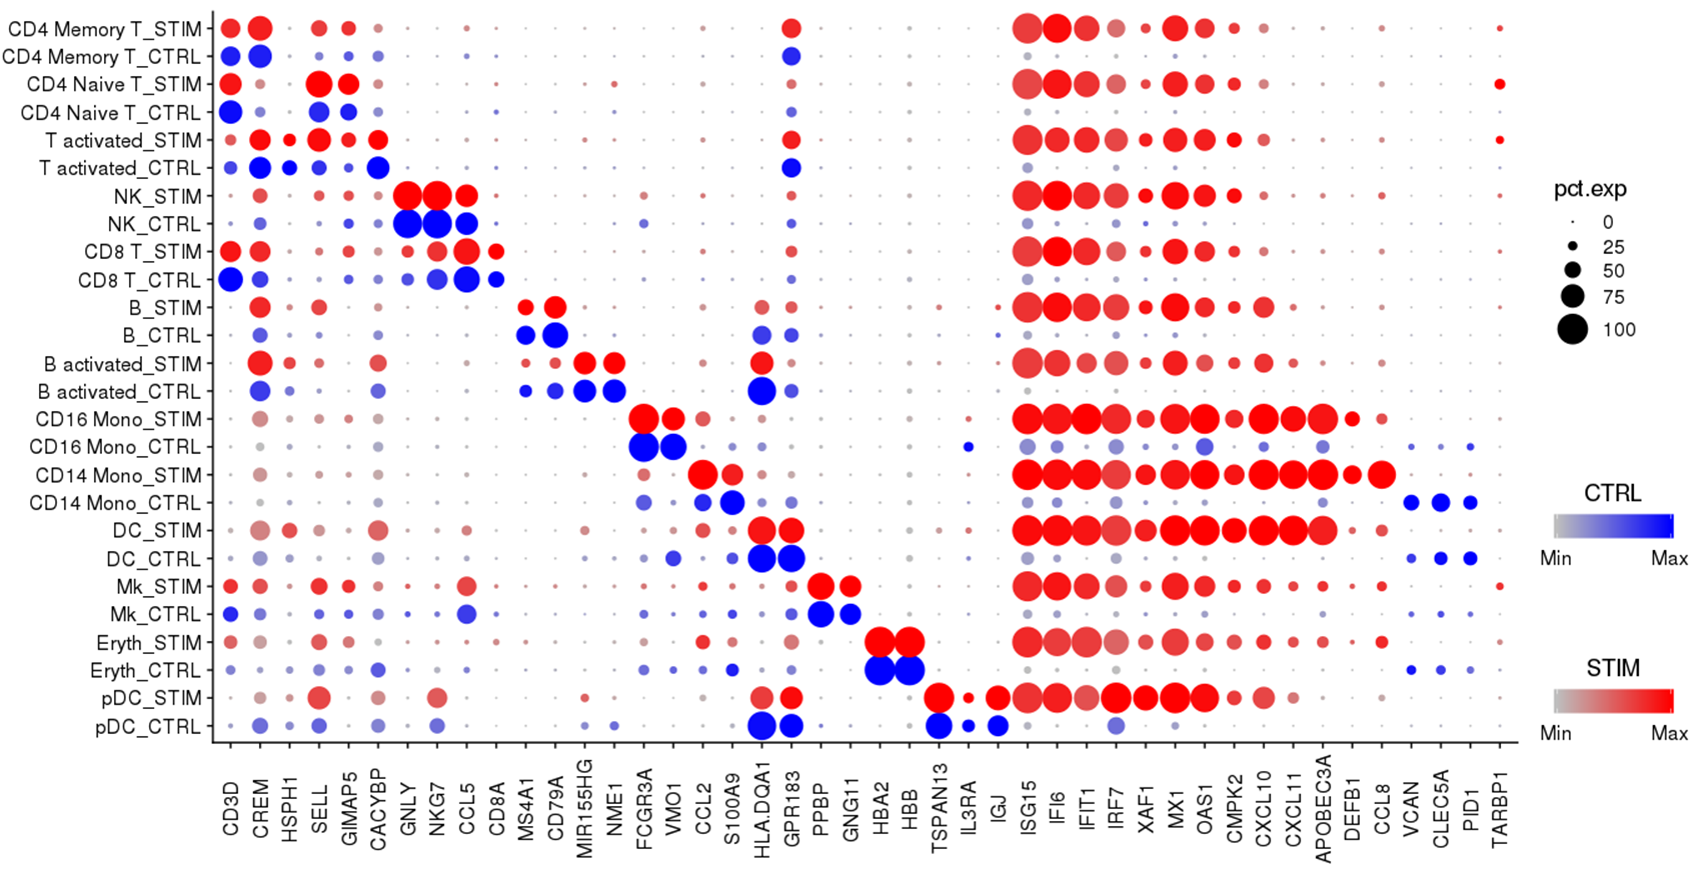 CD4 Memory T_STIM
CD4 Memory T_CTRL
CD4 Naive T_STIM
CD4 Naive T_CTRL
T activated_STIM
T activated_CTRL
NK_STIM
NK_CTRL
CD8 T_STIM
CD8 T_CTRL
B_STIM
B_CTRL
B activated_STIM
B activated_CTRL
CD16 Mono_STIM
CD16 Mono_CTRL
CD14 Mono_STIM
CD14 Mono_CTRL
DC_STIM
DC_CTRL
Mk_STIM
Mk_CTRL
Eryth_STIM
Eryth_CTRL
pDC_STIM
pDC_CTRL
CD3D
CREM
HSPH1
SELL
GIMAP5
CACYBP
GNLY
NKG7
CCL5
CD8A
MS4A1
CD79A
MIR155HG
NME1
FCGR3A
VMO1
CCL2
S100A9
HLA.DQA1
GPR183
PPBP
GNG11
HBA2
HBB
TSPAN13
IL3RA
IGJ
ISG15
IFI6
IFIT1
IRF7
XAF1
MX1
OAS1
CMPK2
CXCL10
CXCL11
APOBEC3A
DEFB1
CCL8
VCAN
CLEC5A
PID1
TARBP1
pct.exp
0
25
50
75
100
CTRL
Min Max
STIM
Min Max